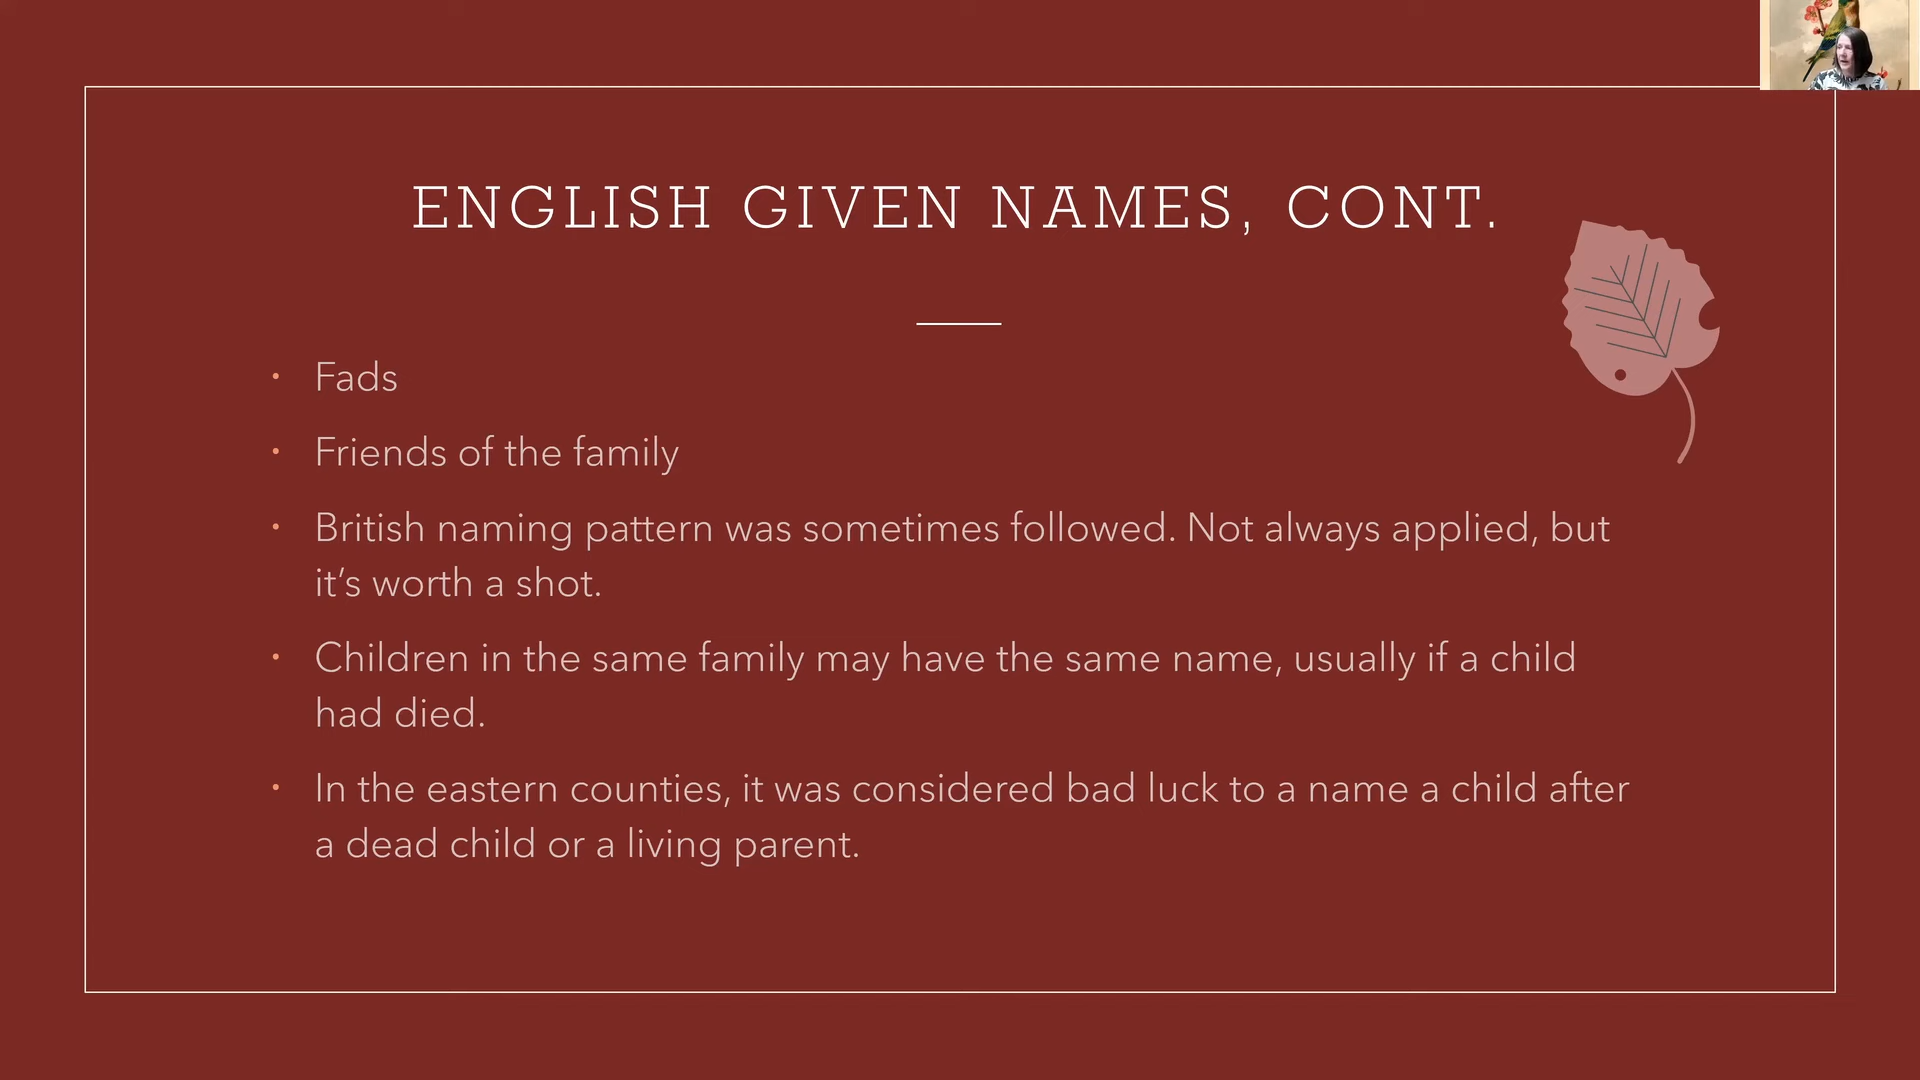 ENGLISH GIVEN NAMES, CONT.
• Fads
• Friends of the family
• British naming pattern was sometimes followed. Not always applied, but
it’s worth a shot.
• Children in the same family may have the same name, usually if a child
had died.
• In the eastern counties, it was considered bad luck to a name a child after
a dead child or a living parent.